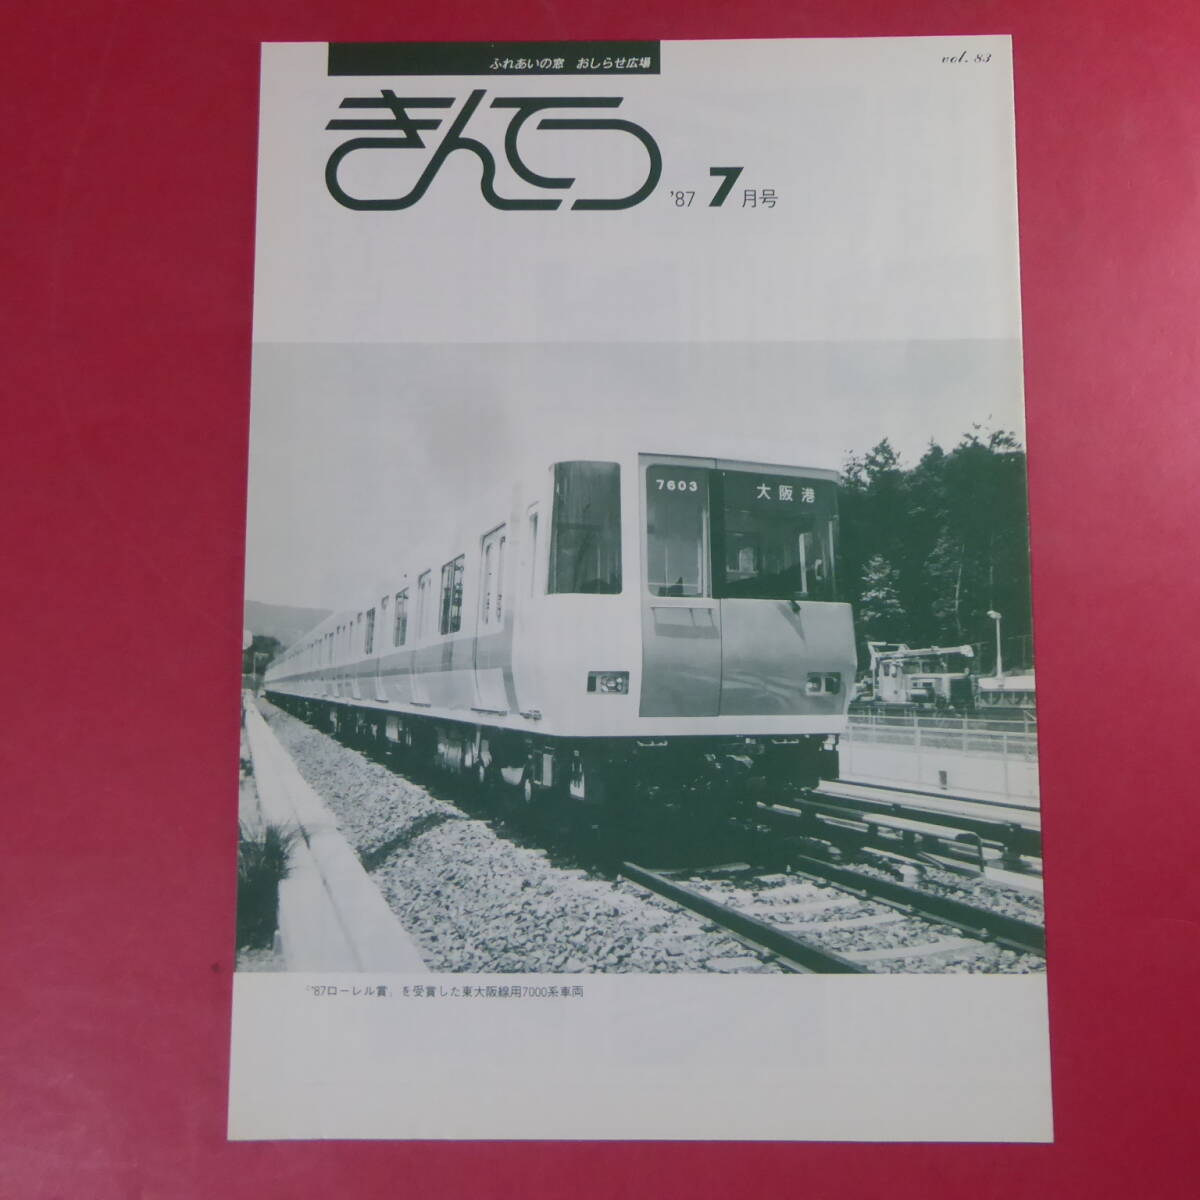 ふれあいの窓 おしらせ広場
vol. 83
きんてつ
'87 7月号
7603
大阪港
「'87ローレル賞」を受賞した東大阪線用7000系車両